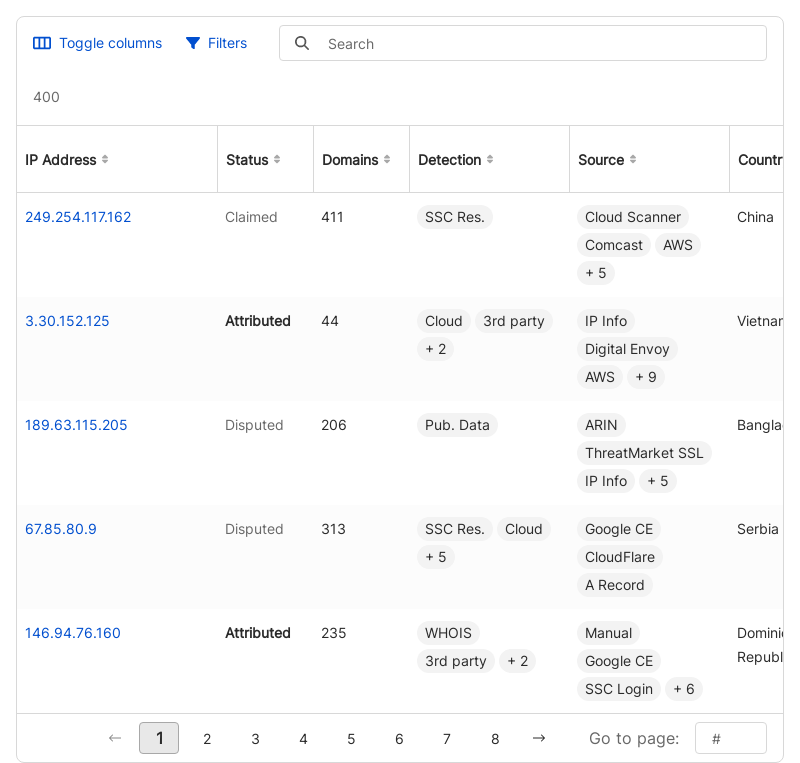 Toggle columns Filters Search
400
IP Address Status Domains Detection Source Countr
249.254.117.162 Claimed 411 SSC Res. Cloud Scanner China
Comcast AWS
+ 5
3.30.152.125 Attributed 44 Cloud 3rd party IP Info Vietnam
+ 2 Digital Envoy
AWS + 9
189.63.115.205 Disputed 206 Pub. Data ARIN Bangla
ThreatMarket SSL
IP Info + 5
67.85.80.9 Disputed 313 SSC Res. Cloud Google CE Serbia
+ 5 CloudFlare
A Record
146.94.76.160 Attributed 235 WHOIS Manual Domini
3rd party + 2 Google CE Republ
SSC Login + 6
← 1 2 3 4 5 6 7 8 → Go to page: #